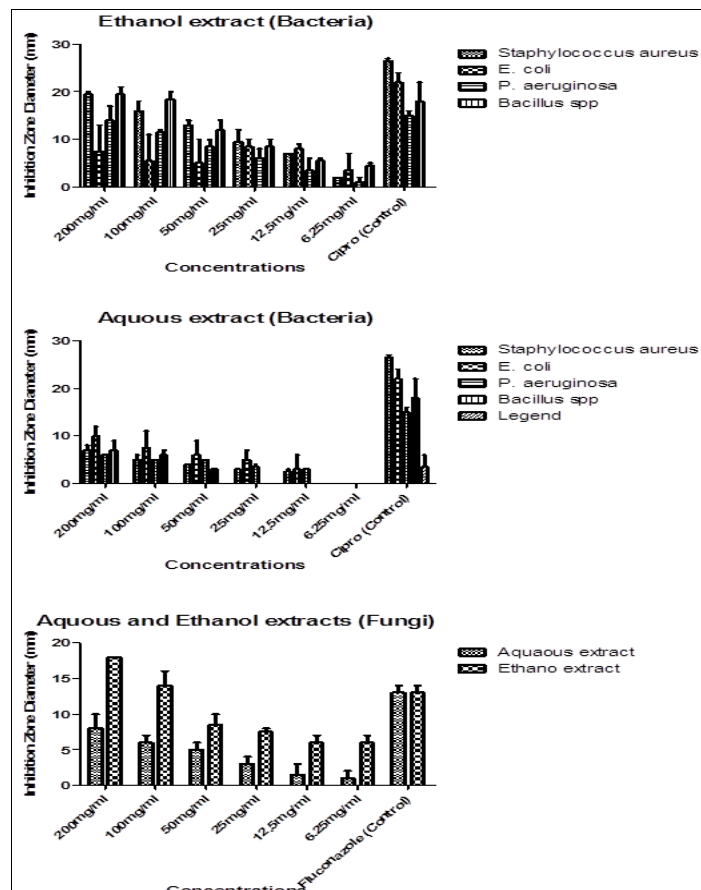 Ethanol extract (Bacteria)
Inhibition Zone Diameter (mm)
30
20
10
0
200mg/ml
100mg/ml
50mg/ml
25mg/ml
12,5mg/ml
6,25mg/ml
Cipro (Control)
Concentrations
Staphylococcus aureus
E. coli
P. aeruginosa
Bacillus spp
Aquous extract (Bacteria)
Inhibition Zone Diameter (mm)
30
20
10
0
200mg/ml
100mg/ml
50mg/ml
25mg/ml
12,5mg/ml
6.25mg/ml
Cipro (Control)
Concentrations
Staphylococcus aureus
E. coli
P. aeruginosa
Bacillus spp
Legend
Aquous and Ethanol extracts (Fungi)
Inhibition Zone Diameter (mm)
20
15
10
5
0
200mg/ml
100mg/ml
50mg/ml
25mg/ml
12,5mg/ml
6.25mg/ml
Fluconazole (Control)
Concentrations
Aquaous extract
Ethano extract